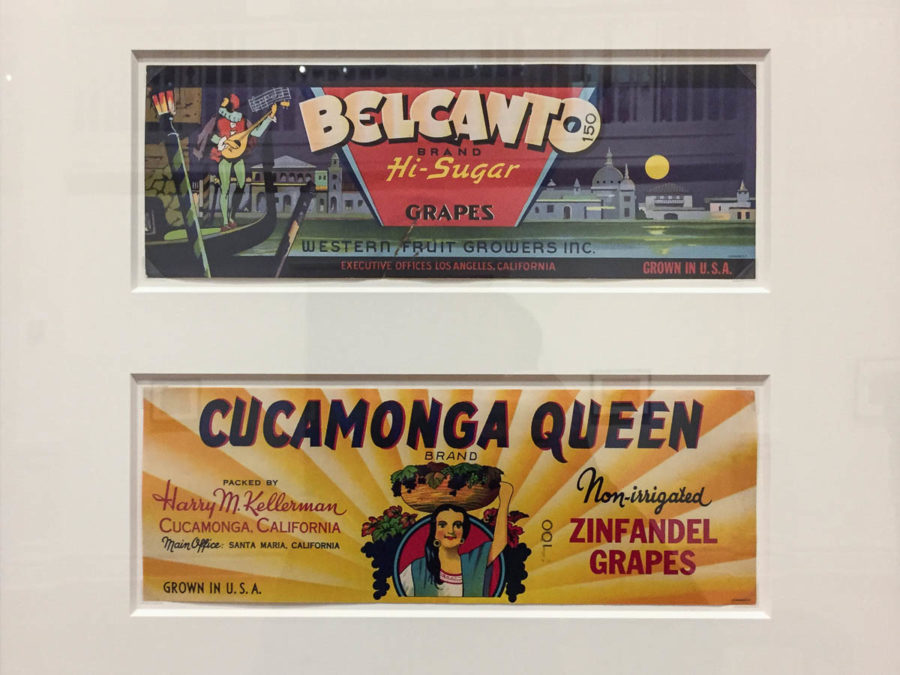 BELCANTO
150
BRAND
Hi-Sugar
GRAPES
WESTERN FRUIT GROWERS INC.
EXECUTIVE OFFICES LOS ANGELES, CALIFORNIA
GROWN IN U.S.A.
CUCAMONGA QUEEN
BRAND
PACKED BY
Harry M. Kellerman
CUCAMONGA, CALIFORNIA
Main Office: SANTA MARIA, CALIFORNIA
GROWN IN U.S.A.
100
Non-irrigated
ZINFANDEL
GRAPES